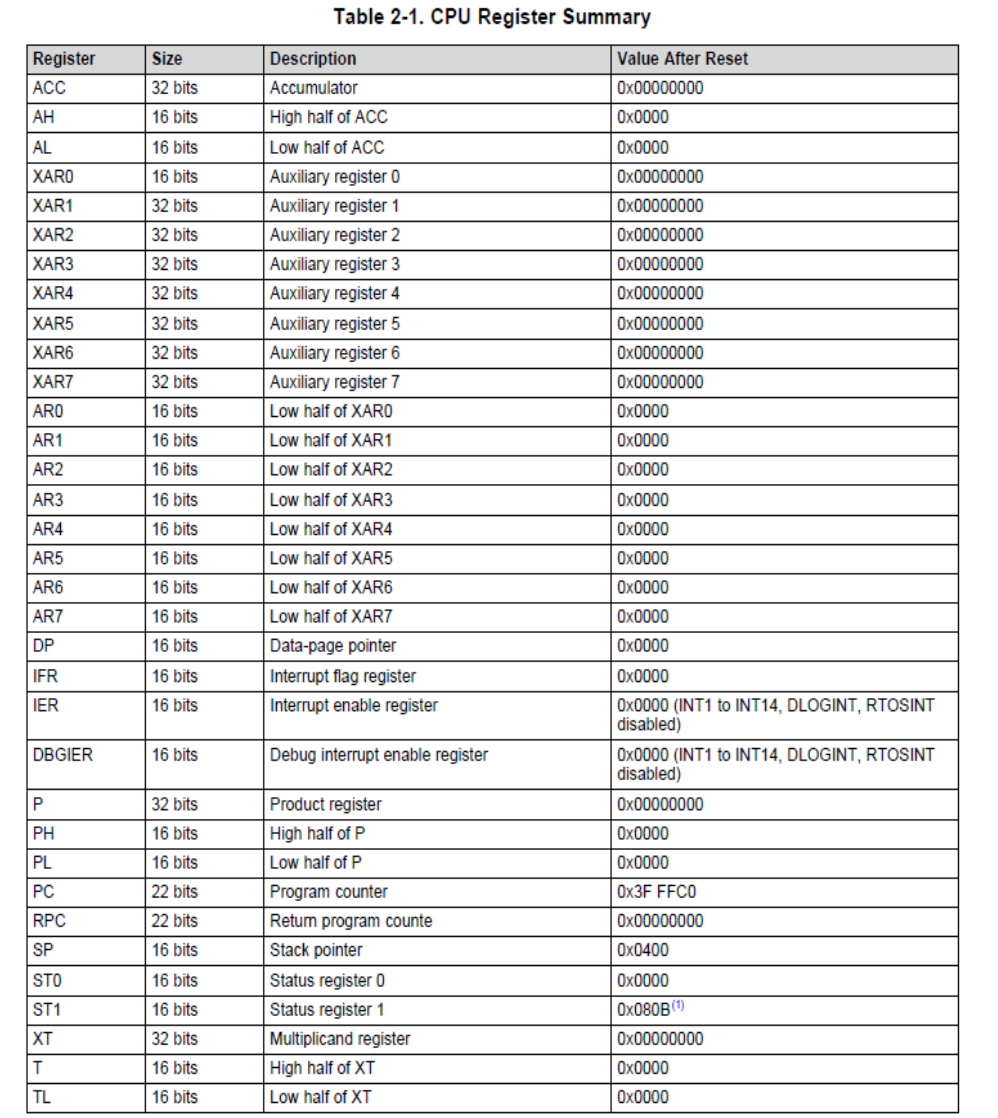 Table 2-1. CPU Register Summary
Register Size Description Value After Reset
ACC 32 bits Accumulator 0x00000000
AH 16 bits High half of ACC 0x0000
AL 16 bits Low half of ACC 0x0000
XAR0 16 bits Auxiliary register 0 0x00000000
XAR1 32 bits Auxiliary register 1 0x00000000
XAR2 32 bits Auxiliary register 2 0x00000000
XAR3 32 bits Auxiliary register 3 0x00000000
XAR4 32 bits Auxiliary register 4 0x00000000
XAR5 32 bits Auxiliary register 5 0x00000000
XAR6 32 bits Auxiliary register 6 0x00000000
XAR7 32 bits Auxiliary register 7 0x00000000
AR0 16 bits Low half of XAR0 0x0000
AR1 16 bits Low half of XAR1 0x0000
AR2 16 bits Low half of XAR2 0x0000
AR3 16 bits Low half of XAR3 0x0000
AR4 16 bits Low half of XAR4 0x0000
AR5 16 bits Low half of XAR5 0x0000
AR6 16 bits Low half of XAR6 0x0000
AR7 16 bits Low half of XAR7 0x0000
DP 16 bits Data-page pointer 0x0000
IFR 16 bits Interrupt flag register 0x0000
IER 16 bits Interrupt enable register 0x0000 (INT1 to INT14, DLOGINT, RTOSINT
disabled)
DBGIER 16 bits Debug interrupt enable register 0x0000 (INT1 to INT14, DLOGINT, RTOSINT
disabled)
P 32 bits Product register 0x00000000
PH 16 bits High half of P 0x0000
PL 16 bits Low half of P 0x0000
PC 22 bits Program counter 0x3F FFC0
RPC 22 bits Return program counte 0x00000000
SP 16 bits Stack pointer 0x0400
ST0 16 bits Status register 0 0x0000
ST1 16 bits Status register 1 0x080B(1)
XT 32 bits Multiplicand register 0x00000000
T 16 bits High half of XT 0x0000
TL 16 bits Low half of XT 0x0000